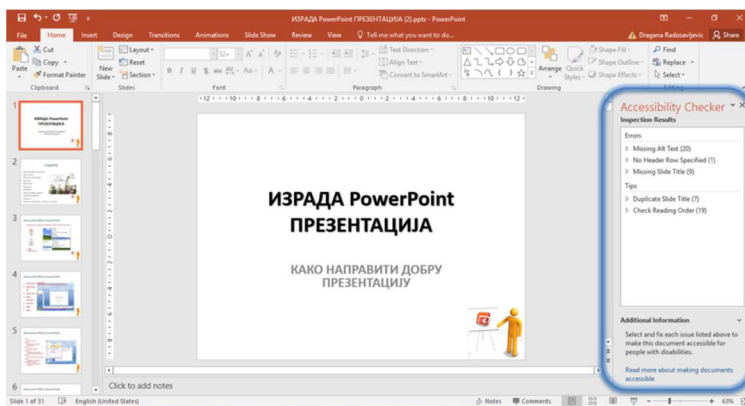 ИЗРАДА PowerPoint ПРЕЗЕНТАЦИЈА (2).pptx - PowerPoint
File Home Insert Design Transitions Animations Slide Show Review View Tell me what you want to do... Dragana Radosavljevic Share
Paste
Cut
Copy
Format Painter
Clipboard
New Slide
Layout
Reset
Section
Slides
Font
Text Direction
Align Text
Convert to SmartArt
Paragraph
Arrange
Quick Styles
Shape Fill
Shape Outline
Shape Effects
Drawing
Find
Replace
Select
1
2
3
4
5
6
ИЗРАДА PowerPoint
ПРЕЗЕНТАЦИЈА
КАКО НАПРАВИТИ ДОБРУ
ПРЕЗЕНТАЦИЈУ
Click to add notes
Accessibility Checker
Inspection Results
Errors
Missing Alt Text (20)
No Header Row Specified (1)
Missing Slide Title (9)
Tips
Duplicate Slide Title (7)
Check Reading Order (19)
Additional Information
Select and fix each issue listed above to
make this document accessible for
people with disabilities.
Read more about making documents
accessible
Slide 1 of 31 English (United States) Notes Comments 63%